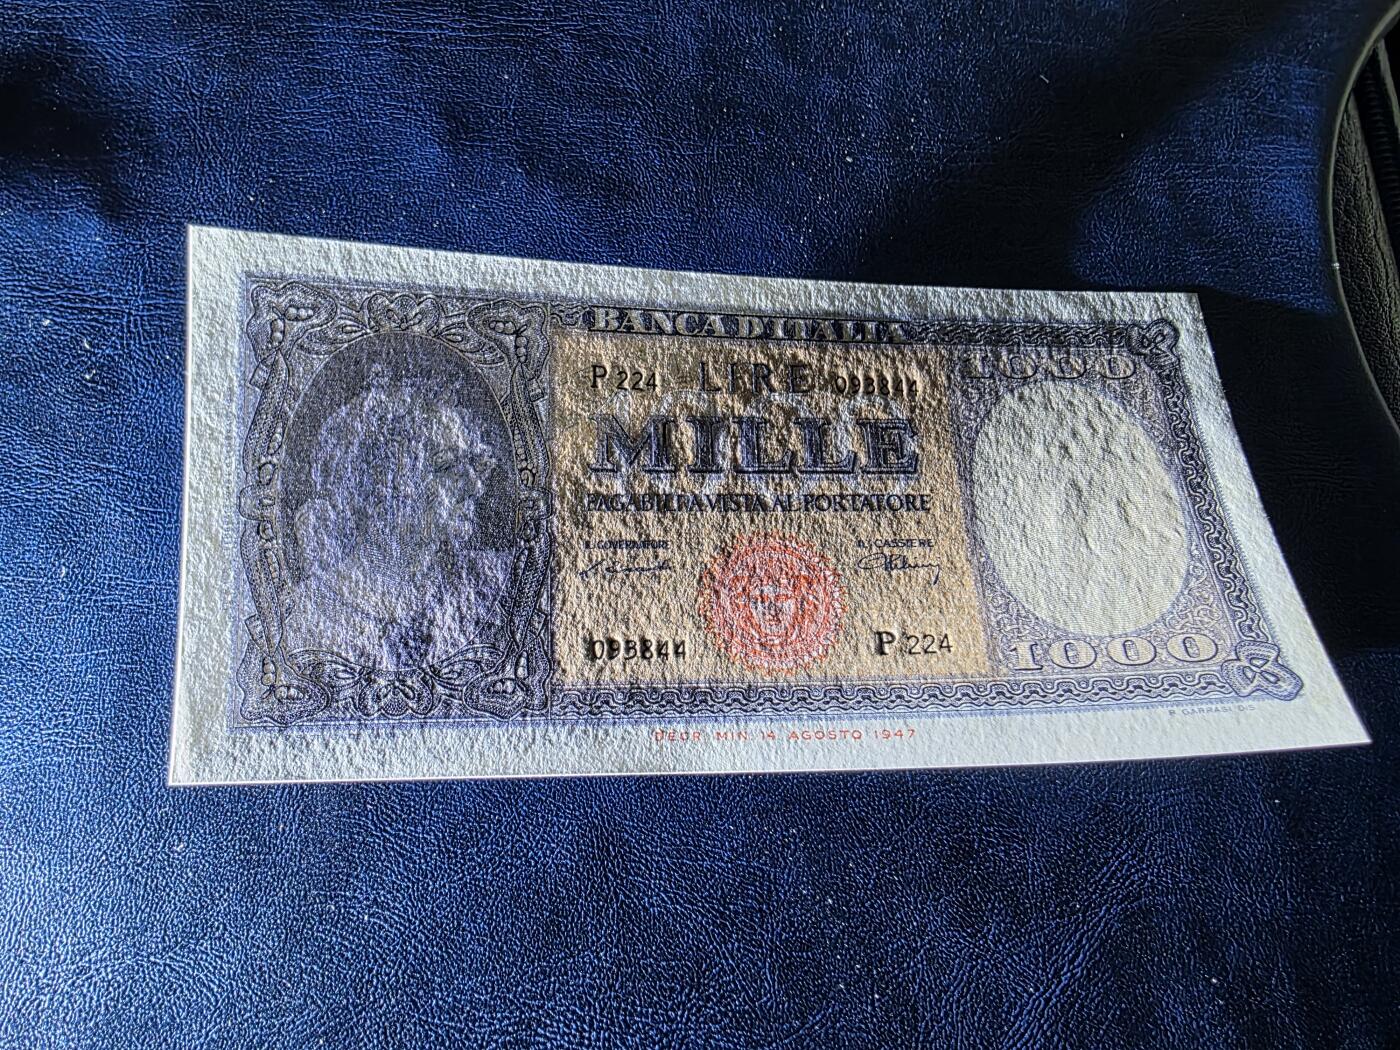 BANCA D'ITALIA
1000
P 224 LIRE 093844
MILLE
PAGABILI A VISTA AL PORTATORE
IL GOVERNATORE
IL CASSIERE
093844 P 224
1000
DECR. MIN. 14 AGOSTO 1947